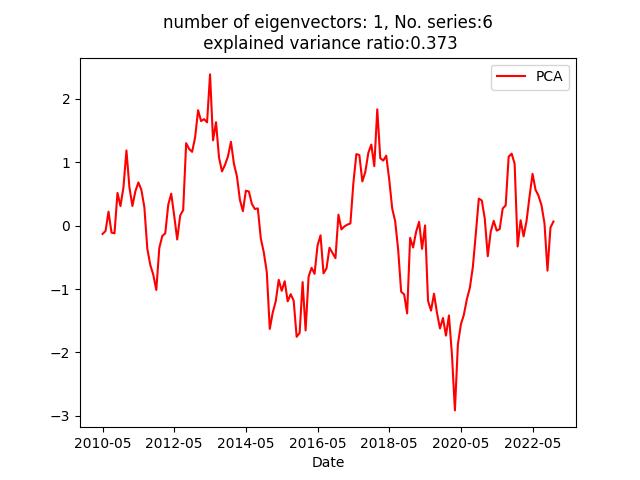 number of eigenvectors: 1, No. series:6
explained variance ratio:0.373
PCA
2
1
0
−1
−2
−3
2010-05 2012-05 2014-05 2016-05 2018-05 2020-05 2022-05
Date